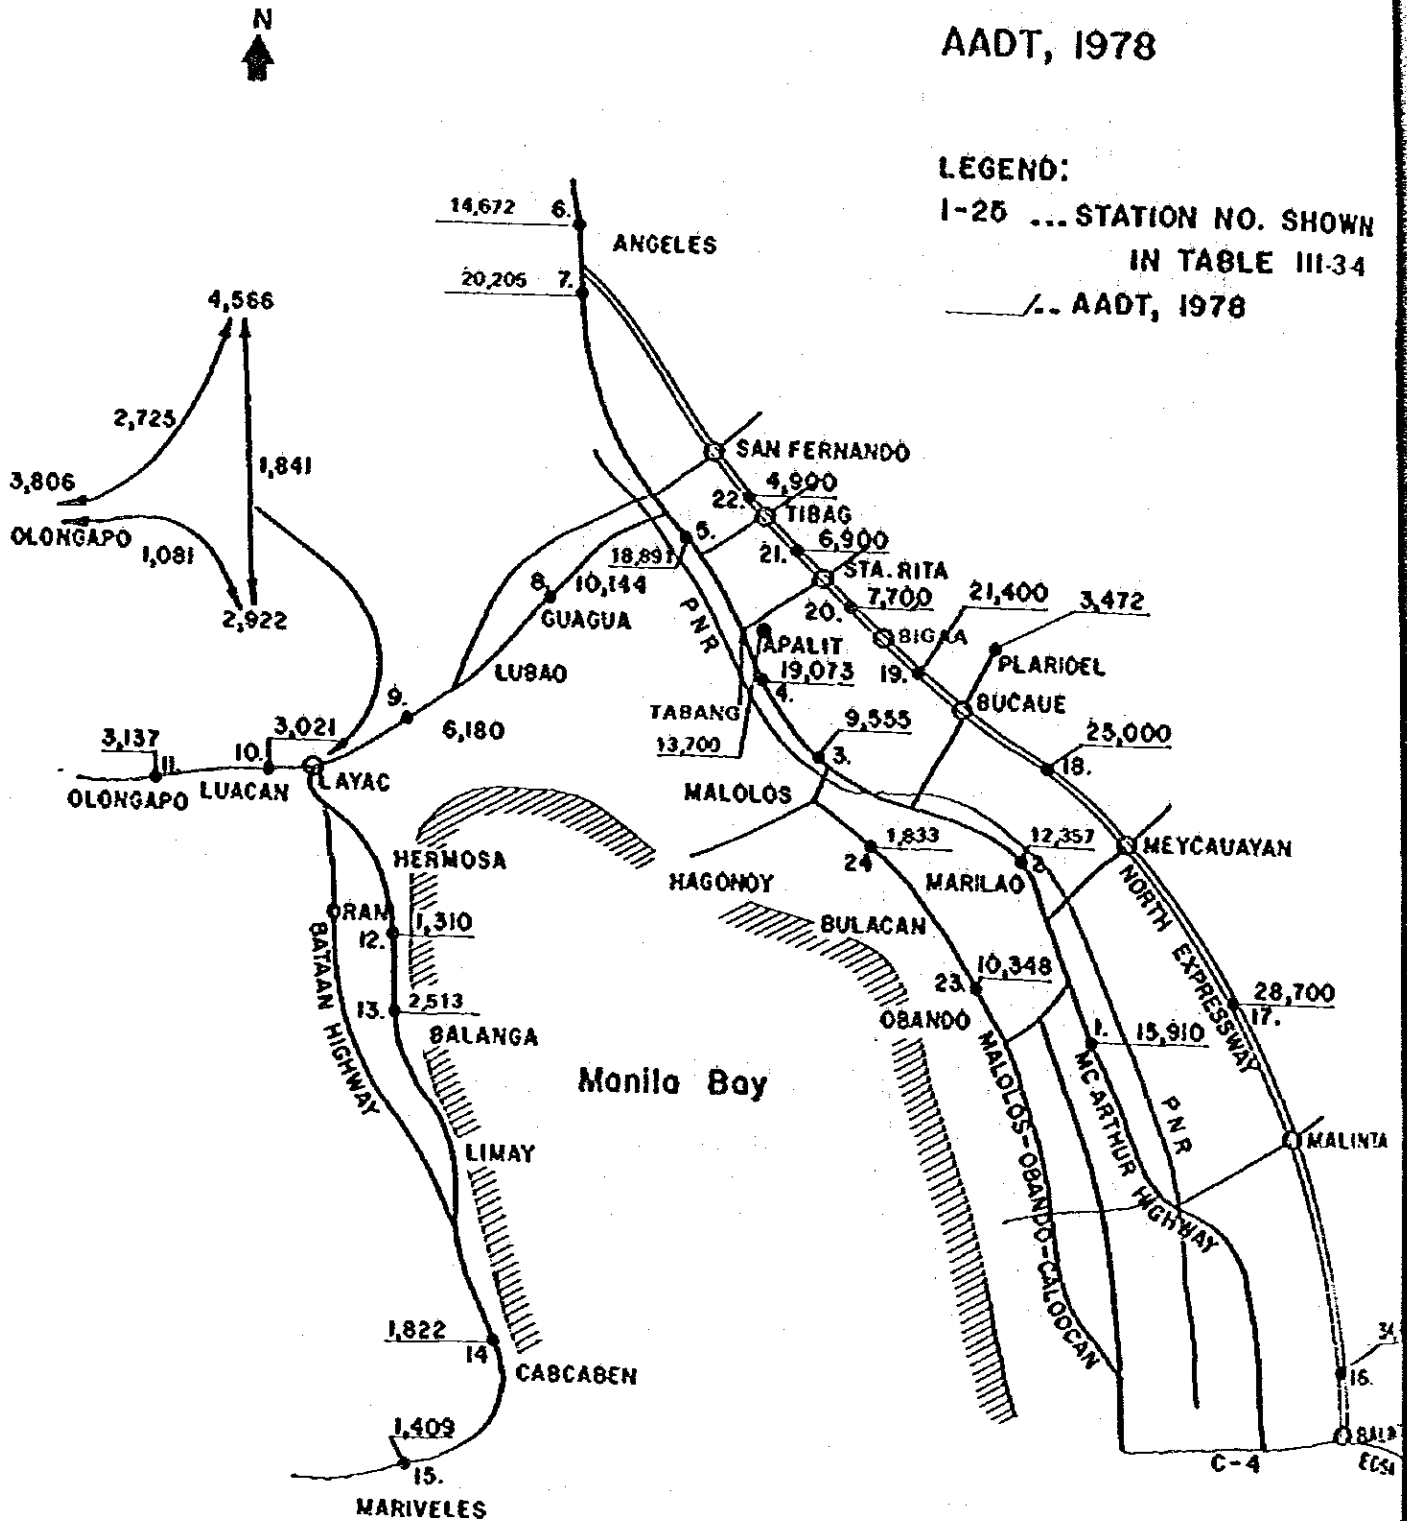 N
AADT, 1978
LEGEND:
1-25 ... STATION NO. SHOWN
IN TABLE III-34
AADT, 1978
14,672 6.
ANGELES
20,205 7.
4,566
2,725
1,841
3,806
OLONGAPO
1,081
2,922
SAN FERNANDO
22. 4,900
TIBAG
5.
18,891
21. 6,900
STA. RITA
8. 10,144
GUAGUA
PNR
20. 7,700
21,400
3,472
BIGAA
APALIT
PLARIDEL
LUBAO
19,073
4.
19.
BUCAUE
9.
6,180
TABANG
13,700
9,555
3.
25,000
18.
3,137
11.
10.
3,021
OLONGAPO
LUACAN
LAYAC
MALOLOS
1,833
24
12,357
2.
MEYCAUAYAN
HERMOSA
HAGONOY
MARILAO
NORTH EXPRESSWAY
RAN
12. 1,310
BULACAN
BATAAN HIGHWAY
23. 10,348
28,700
17.
13. 2,513
OBANDO
BALANGA
1. 15,910
Manila Bay
MALOLOS-OBANDO-CALOOCAN
MC ARTHUR HIGHWAY
PNR
MALINTA
LIMAY
1,822
14
CABCABEN
16.
1,409
15.
C-4
MARIVELES